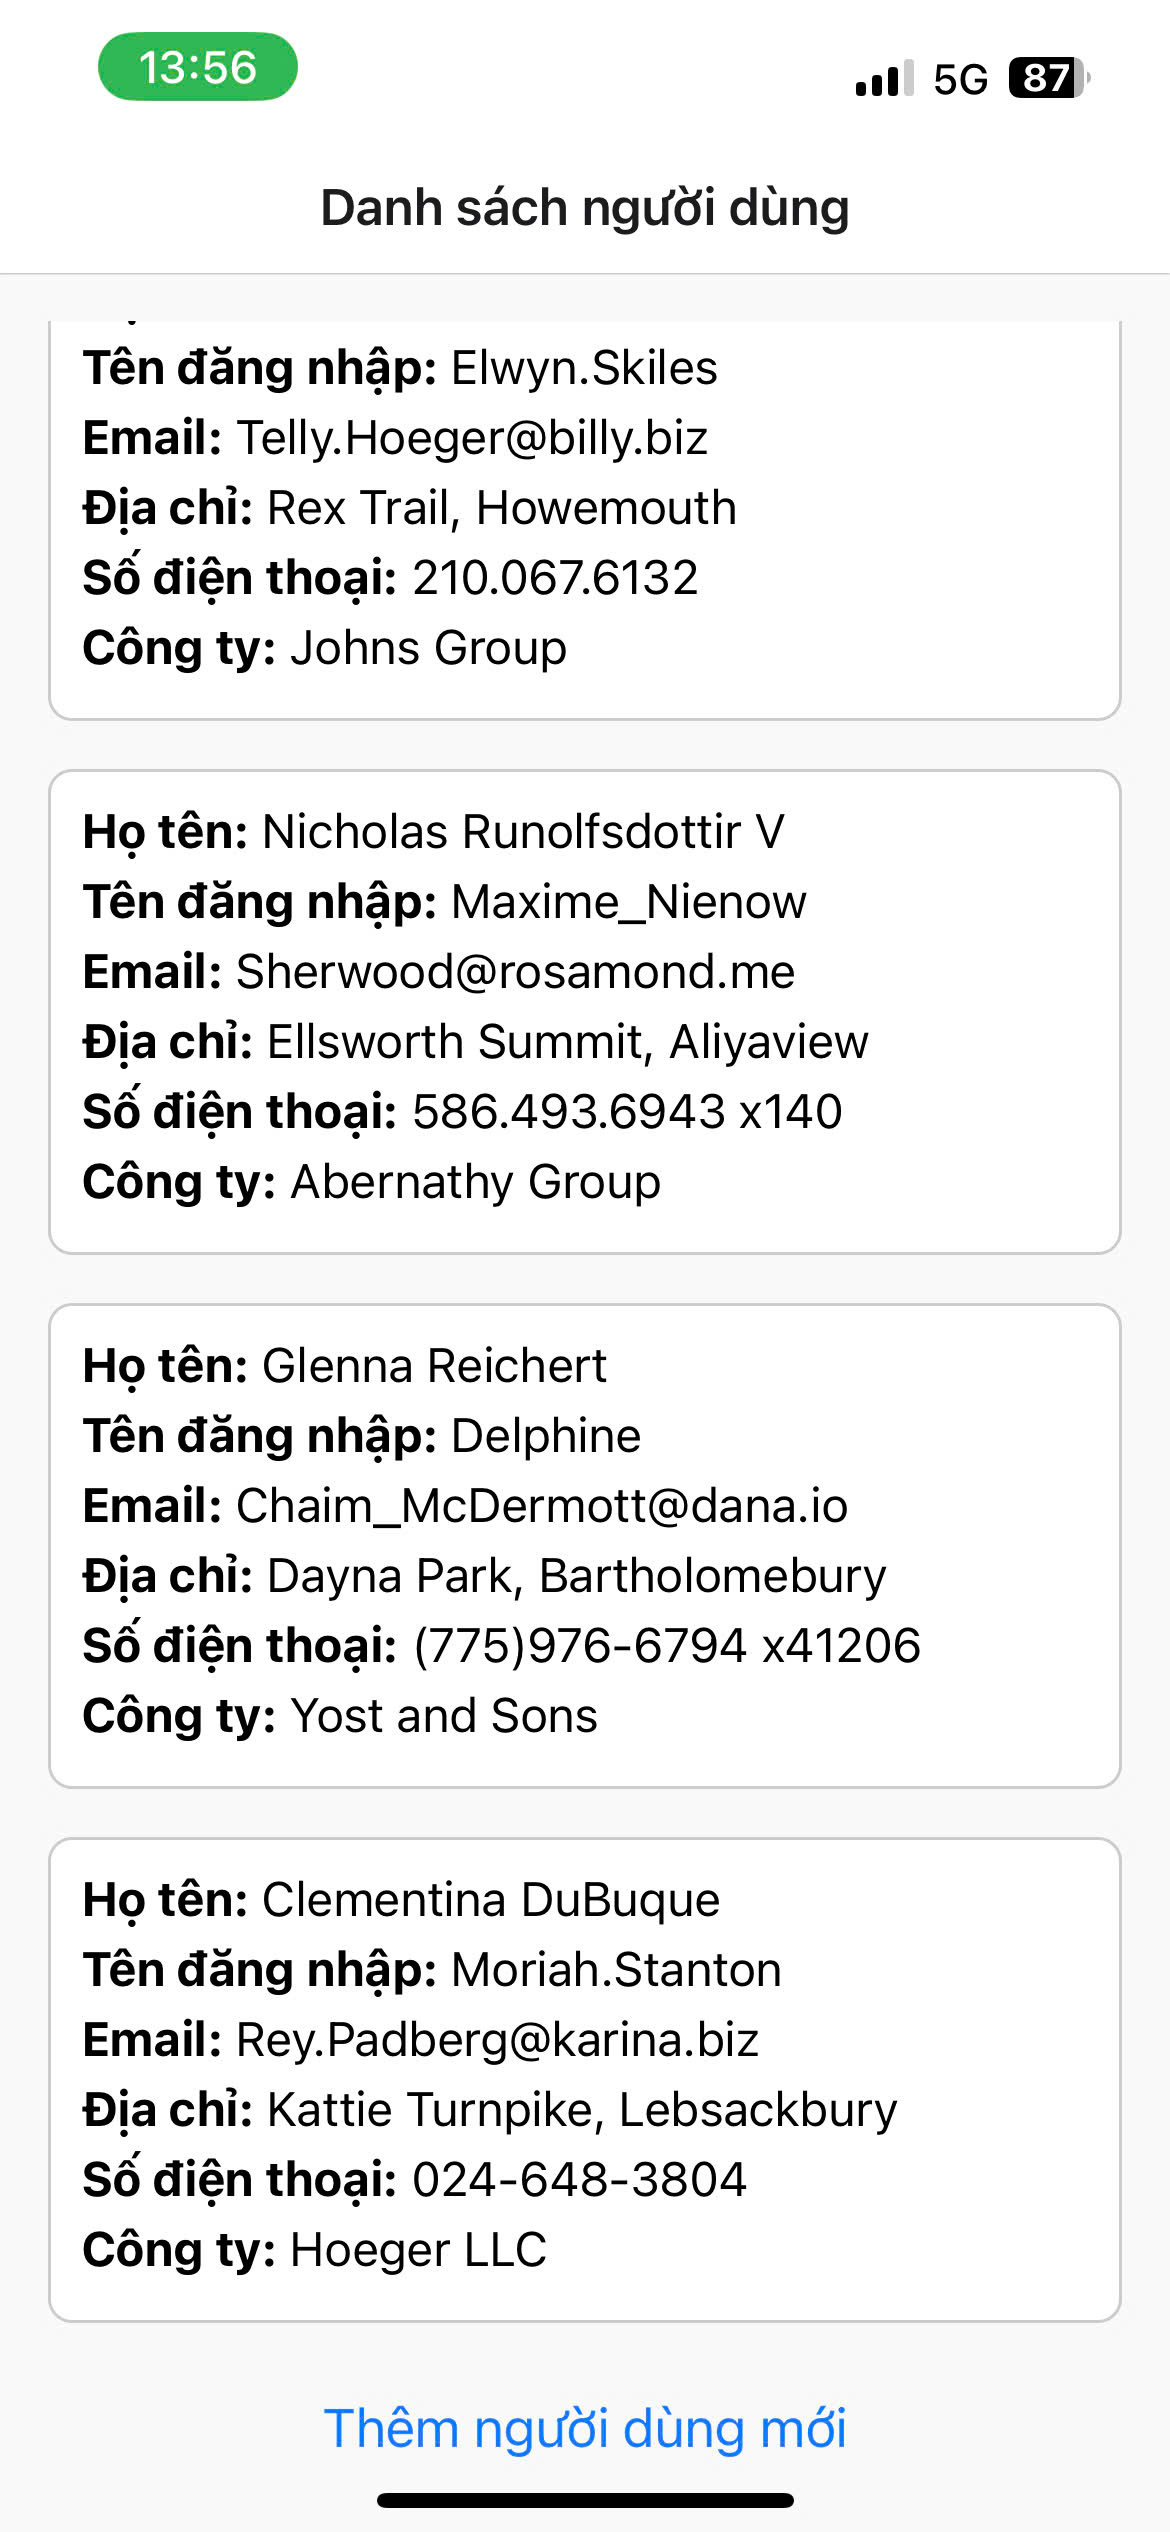 13:56
5G 87
Danh sách người dùng
Tên đăng nhập: Elwyn.Skiles
Email: Telly.Hoeger@billy.biz
Địa chỉ: Rex Trail, Howemouth
Số điện thoại: 210.067.6132
Công ty: Johns Group
Họ tên: Nicholas Runolfsdottir V
Tên đăng nhập: Maxime_Nienow
Email: Sherwood@rosamond.me
Địa chỉ: Ellsworth Summit, Aliyaview
Số điện thoại: 586.493.6943 x140
Công ty: Abernathy Group
Họ tên: Glenna Reichert
Tên đăng nhập: Delphine
Email: Chaim_McDermott@dana.io
Địa chỉ: Dayna Park, Bartholomebury
Số điện thoại: (775)976-6794 x41206
Công ty: Yost and Sons
Họ tên: Clementina DuBuque
Tên đăng nhập: Moriah.Stanton
Email: Rey.Padberg@karina.biz
Địa chỉ: Kattie Turnpike, Lebsackbury
Số điện thoại: 024-648-3804
Công ty: Hoeger LLC
Thêm người dùng mới